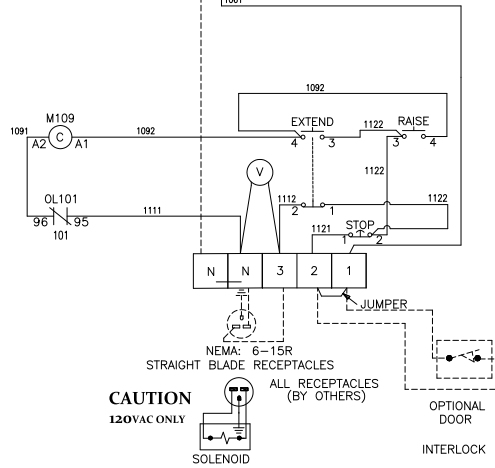 1061
1092
M109
EXTEND
RAISE
1091
C
1092
1122
A2
A1
4
3
3
4
1122
V
OL101
1112
1122
1111
2
1
96
95
STOP
101
1121
1
2
N
N
3
2
1
JUMPER
NEMA: 6-15R
STRAIGHT BLADE RECEPTACLES
ALL RECEPTACLES
(BY OTHERS)
CAUTION
120VAC ONLY
OPTIONAL
DOOR
INTERLOCK
SOLENOID